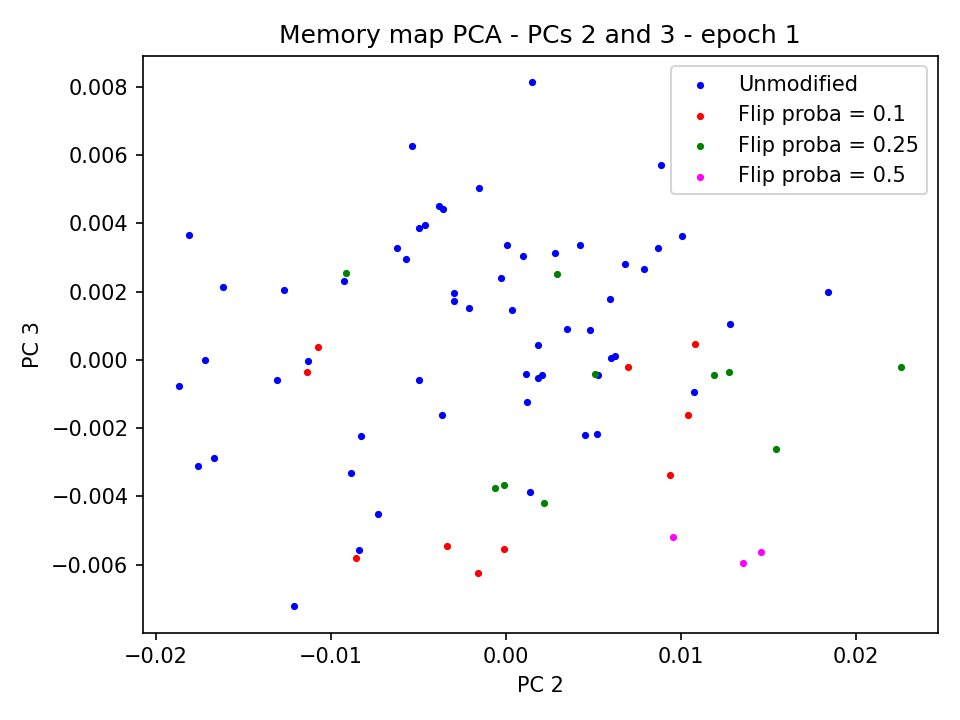 Memory map PCA - PCs 2 and 3 - epoch 1
Unmodified
Flip proba = 0.1
Flip proba = 0.25
Flip proba = 0.5
0.008
0.006
0.004
0.002
0.000
−0.002
−0.004
−0.006
PC 3
−0.02
−0.01
0.00
0.01
0.02
PC 2